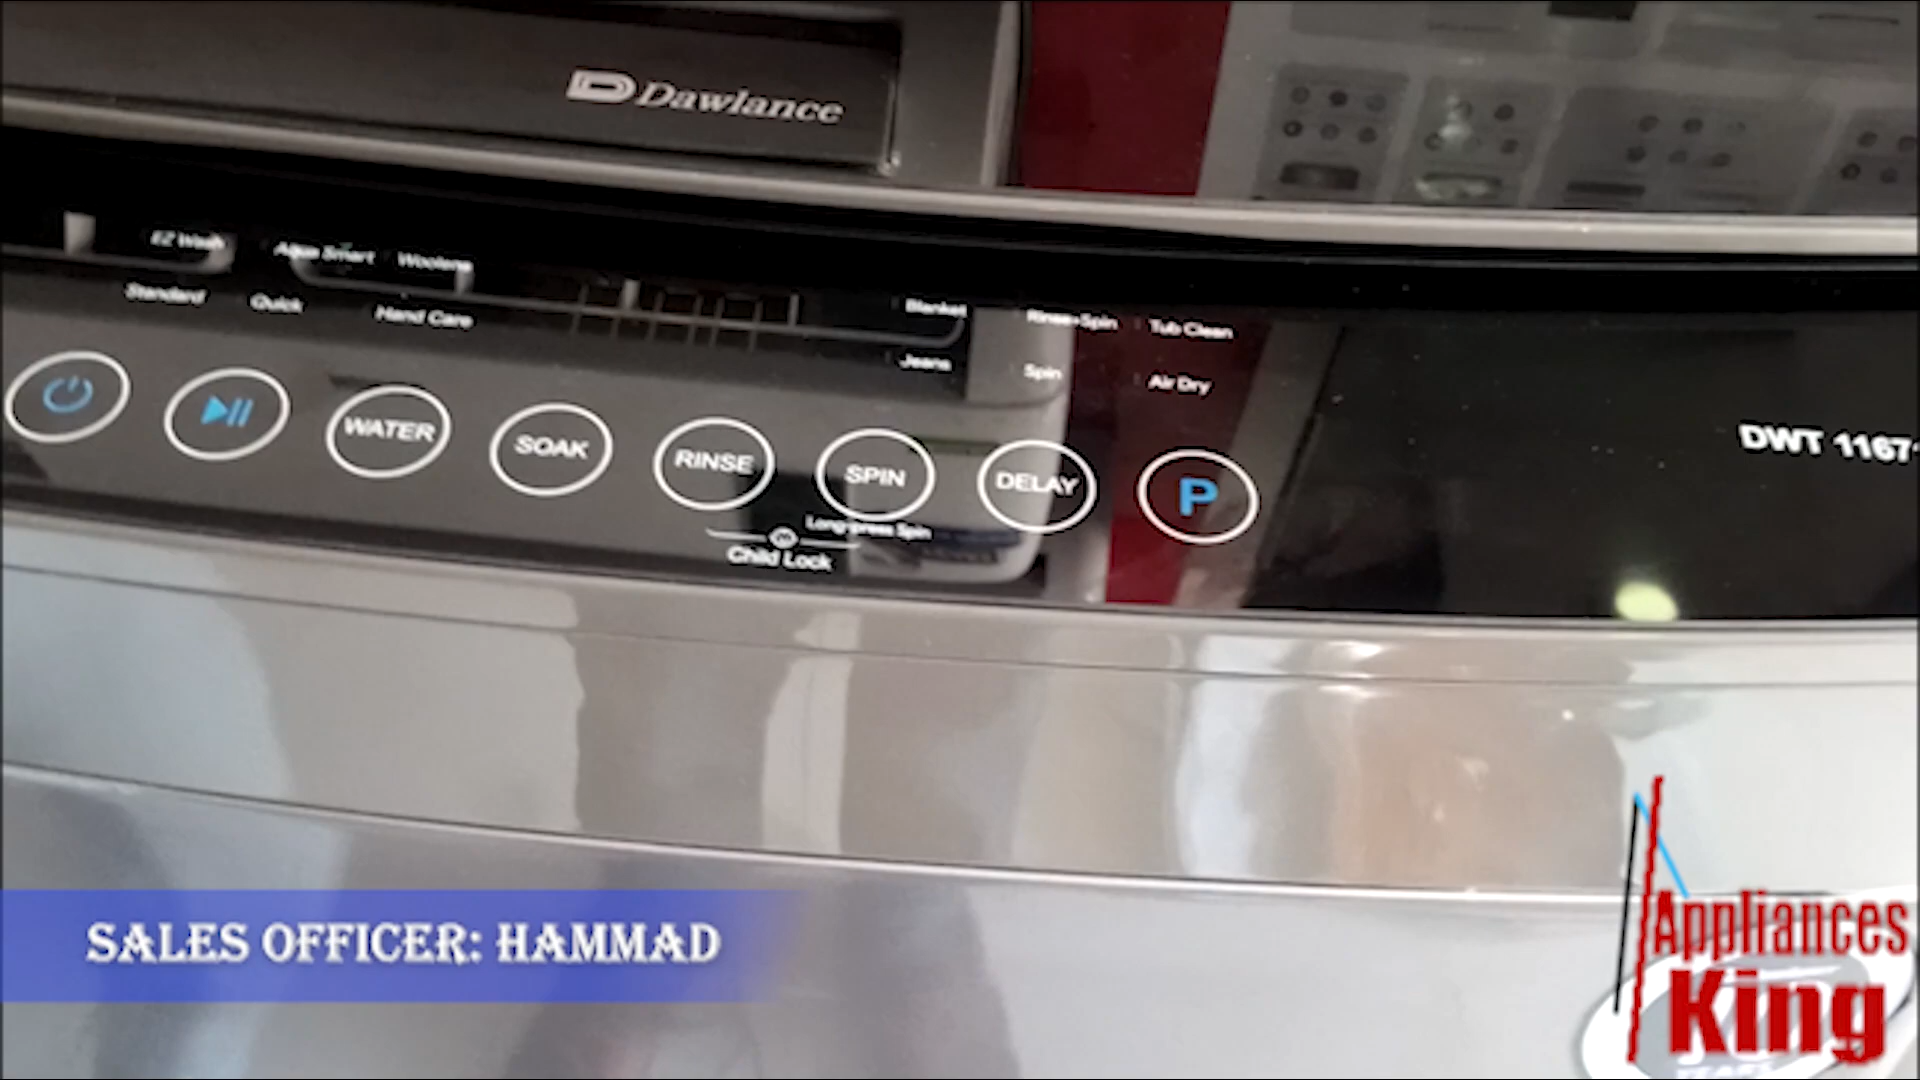 Dawlance
EZ Wash Aqua Smart Woolens Blanket Rinse+Spin Tub Clean
Standard Quick Hand Care Jeans Spin Air Dry
WATER SOAK RINSE SPIN DELAY P
DWT 1167
Long-press Spin
Child Lock
SALES OFFICER: HAMMAD
Appliances
King